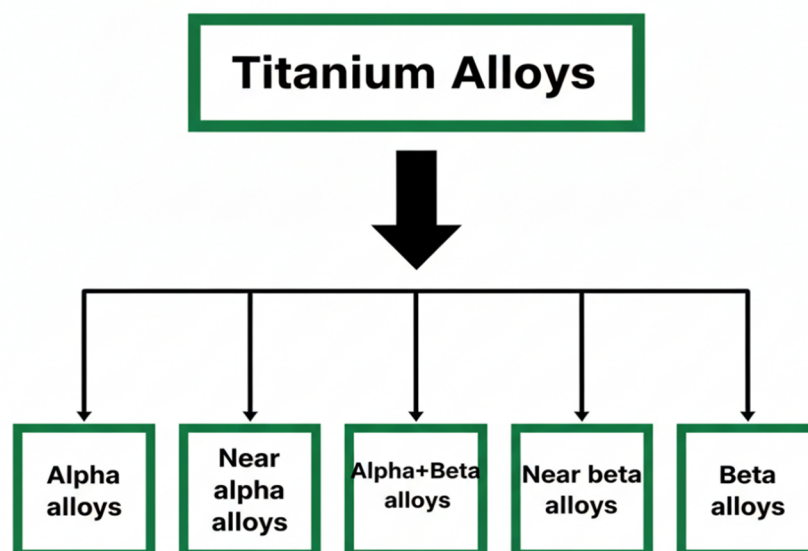 Titanium Alloys
Alpha
alloys
Near
alpha
alloys
Alpha+Beta
alloys
Near beta
alloys
Beta
alloys